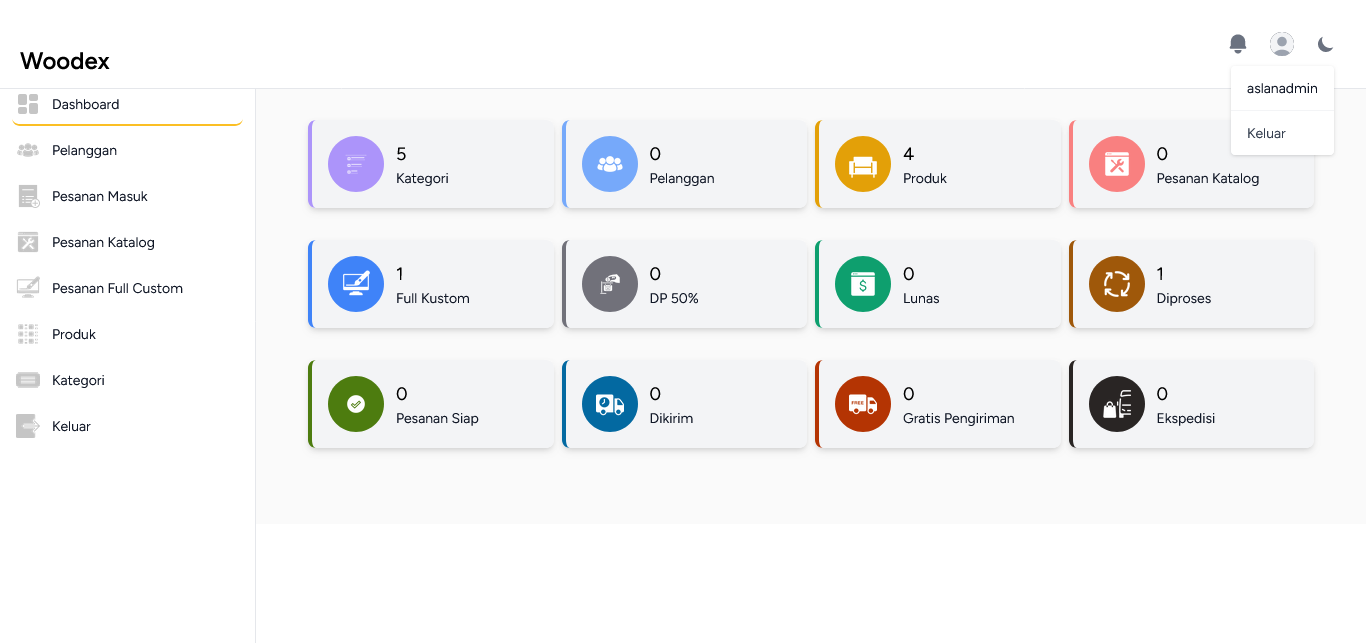 Woodex
aslanadmin
Keluar
Dashboard
Pelanggan
Pesanan Masuk
Pesanan Katalog
Pesanan Full Custom
Produk
Kategori
Keluar
5
Kategori
0
Pelanggan
4
Produk
0
Pesanan Katalog
1
Full Kustom
0
DP 50%
$
0
Lunas
1
Diproses
0
Pesanan Siap
0
Dikirim
FREE
0
Gratis Pengiriman
0
Ekspedisi